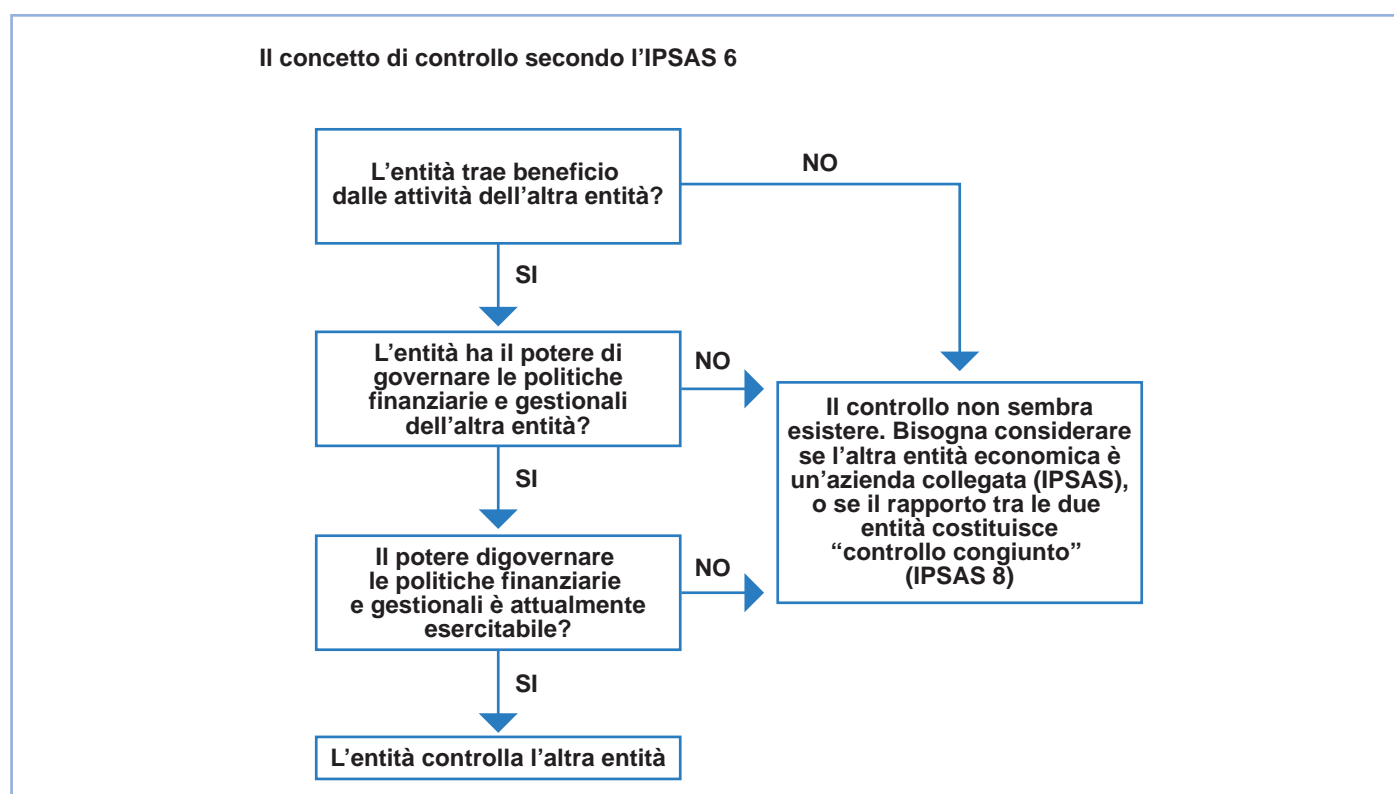 Il concetto di controllo secondo l’IPSAS 6
L’entità trae beneficio
dalle attività dell’altra entità?
NO
SI
L’entità ha il potere di
governare le politiche
finanziarie e gestionali
dell’altra entità?
NO
Il controllo non sembra
esistere. Bisogna considerare
se l’altra entità economica è
un’azienda collegata (IPSAS),
o se il rapporto tra le due
entità costituisce
“controllo congiunto”
(IPSAS 8)
SI
Il potere digovernare
le politiche finanziarie
e gestionali è attualmente
esercitabile?
NO
SI
L’entità controlla l’altra entità